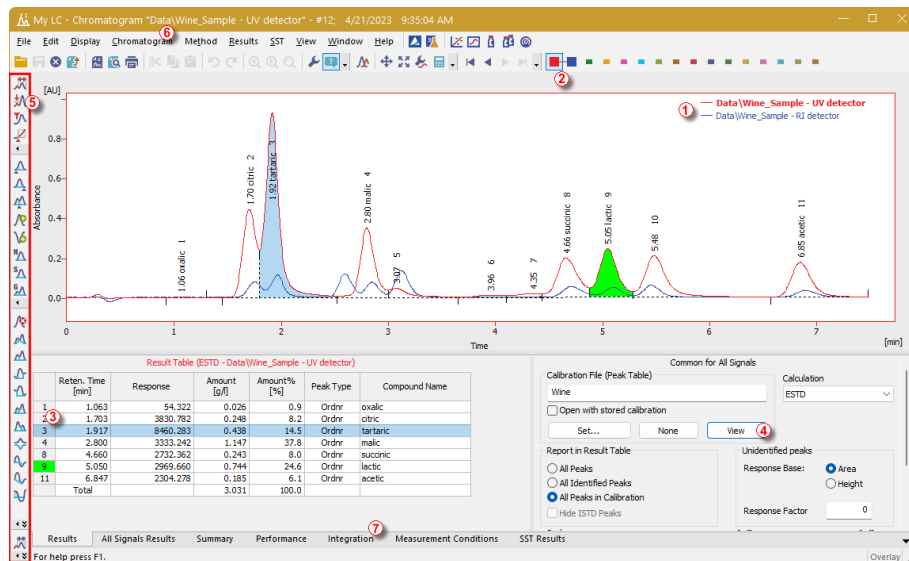 My LC - Chromatogram "Data\Wine_Sample - UV detector" - #12; 4/21/2023 9:35:04 AM
File Edit Display Chromatogram Method Results SST View Window Help
6
2
5
[AU]
1
Data\Wine_Sample - UV detector
Data\Wine_Sample - RI detector
Absorbance
0.8
0.6
0.4
0.2
0.0
1.06 oxalic 1
1.70 citric 2
1.92 tartaric 3
2.80 malic 4
3.07 5
3.96 6
4.35 7
4.66 succinic 8
5.05 lactic 9
5.48 10
6.85 acetic 11
0 1 2 3 4 5 6 7
Time
[min]
Result Table (ESTD - Data\Wine_Sample - UV detector)
Reten. Time [min] Response Amount [g/l] Amount% [%] Peak Type Compound Name
1 1.063 54.322 0.026 0.9 Ordnr oxalic
2 1.703 3830.782 0.248 8.2 Ordnr citric
3 1.917 8460.283 0.438 14.5 Ordnr tartaric
4 2.800 3333.242 1.147 37.8 Ordnr malic
8 4.660 2732.362 0.243 8.0 Ordnr succinic
9 5.050 2969.660 0.744 24.6 Ordnr lactic
11 6.847 2304.278 0.185 6.1 Ordnr acetic
Total 3.031 100.0
3
Common for All Signals
Calibration File (Peak Table)
Wine
Calculation
ESTD
Open with stored calibration
Set... None View
4
Report in Result Table
All Peaks
All Identified Peaks
All Peaks in Calibration
Hide ISTD Peaks
Unidentified peaks
Response Base: Area
Height
Response Factor 0
7
Results All Signals Results Summary Performance Integration Measurement Conditions SST Results
For help press F1.
Overlay